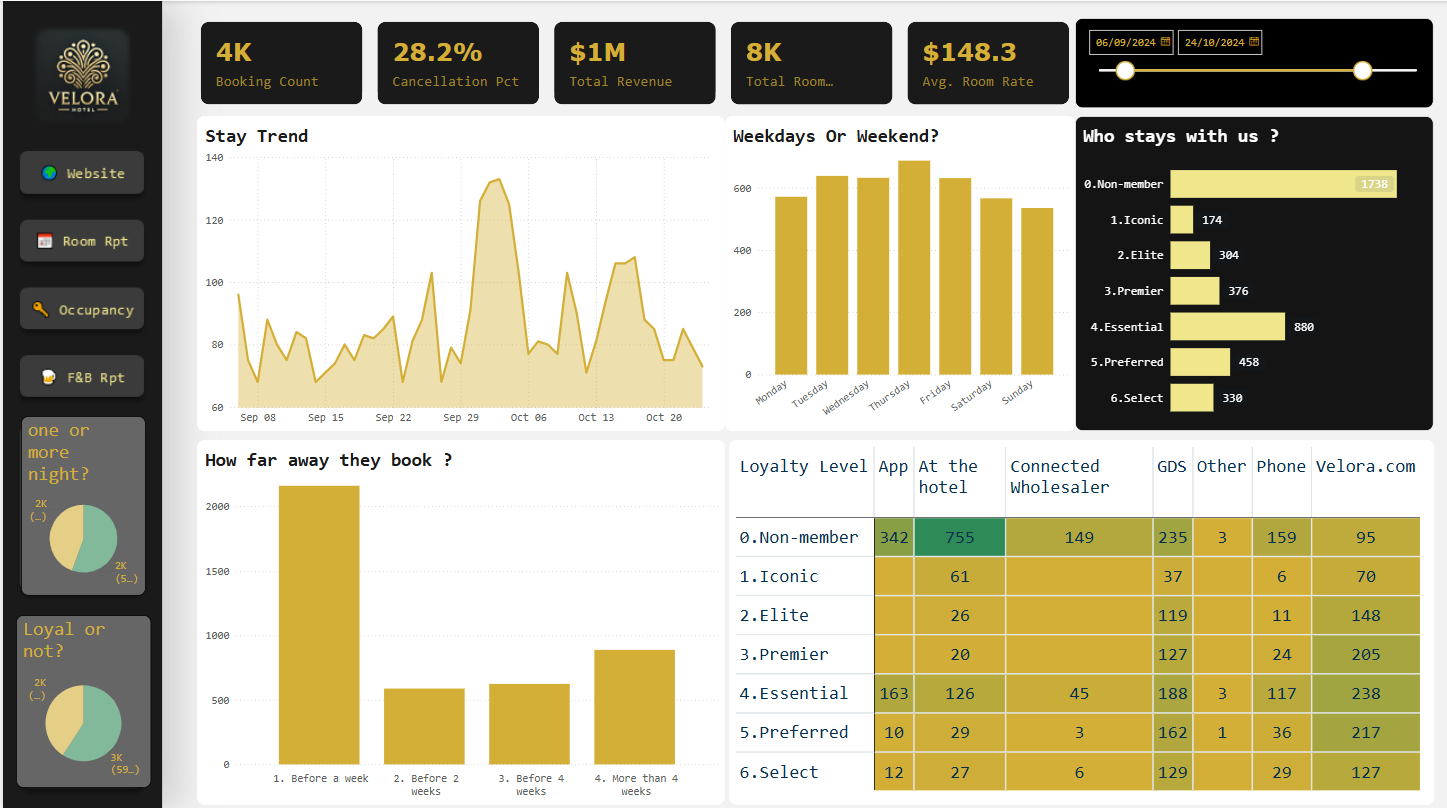 VELORA
HOTEL
Website
Room Rpt
Occupancy
F&B Rpt
one or
more
night?
2K
(…)
2K
(5…)
Loyal or
not?
2K
(…)
3K
(59…)
4K
Booking Count
28.2%
Cancellation Pct
$1M
Total Revenue
8K
Total Room…
$148.3
Avg. Room Rate
06/09/2024 24/10/2024
Stay Trend
140
120
100
80
60
Sep 08 Sep 15 Sep 22 Sep 29 Oct 06 Oct 13 Oct 20
Weekdays Or Weekend?
600
400
200
0
Monday Tuesday Wednesday Thursday Friday Saturday Sunday
Who stays with us ?
0.Non-member 1738
1.Iconic 174
2.Elite 304
3.Premier 376
4.Essential 880
5.Preferred 458
6.Select 330
How far away they book ?
2000
1500
1000
500
0
1. Before a week
2. Before 2
weeks
3. Before 4
weeks
4. More than 4
weeks
Loyalty Level App At the Connected GDS Other Phone Velora.com
hotel Wholesaler
0.Non-member 342 755 149 235 3 159 95
1.Iconic 61 37 6 70
2.Elite 26 119 11 148
3.Premier 20 127 24 205
4.Essential 163 126 45 188 3 117 238
5.Preferred 10 29 3 162 1 36 217
6.Select 12 27 6 129 29 127